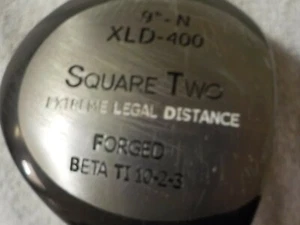 9°-N
XLD-400
SQUARE TWO
EXTREME LEGAL DISTANCE
FORGED
BETA TI 10-2-3